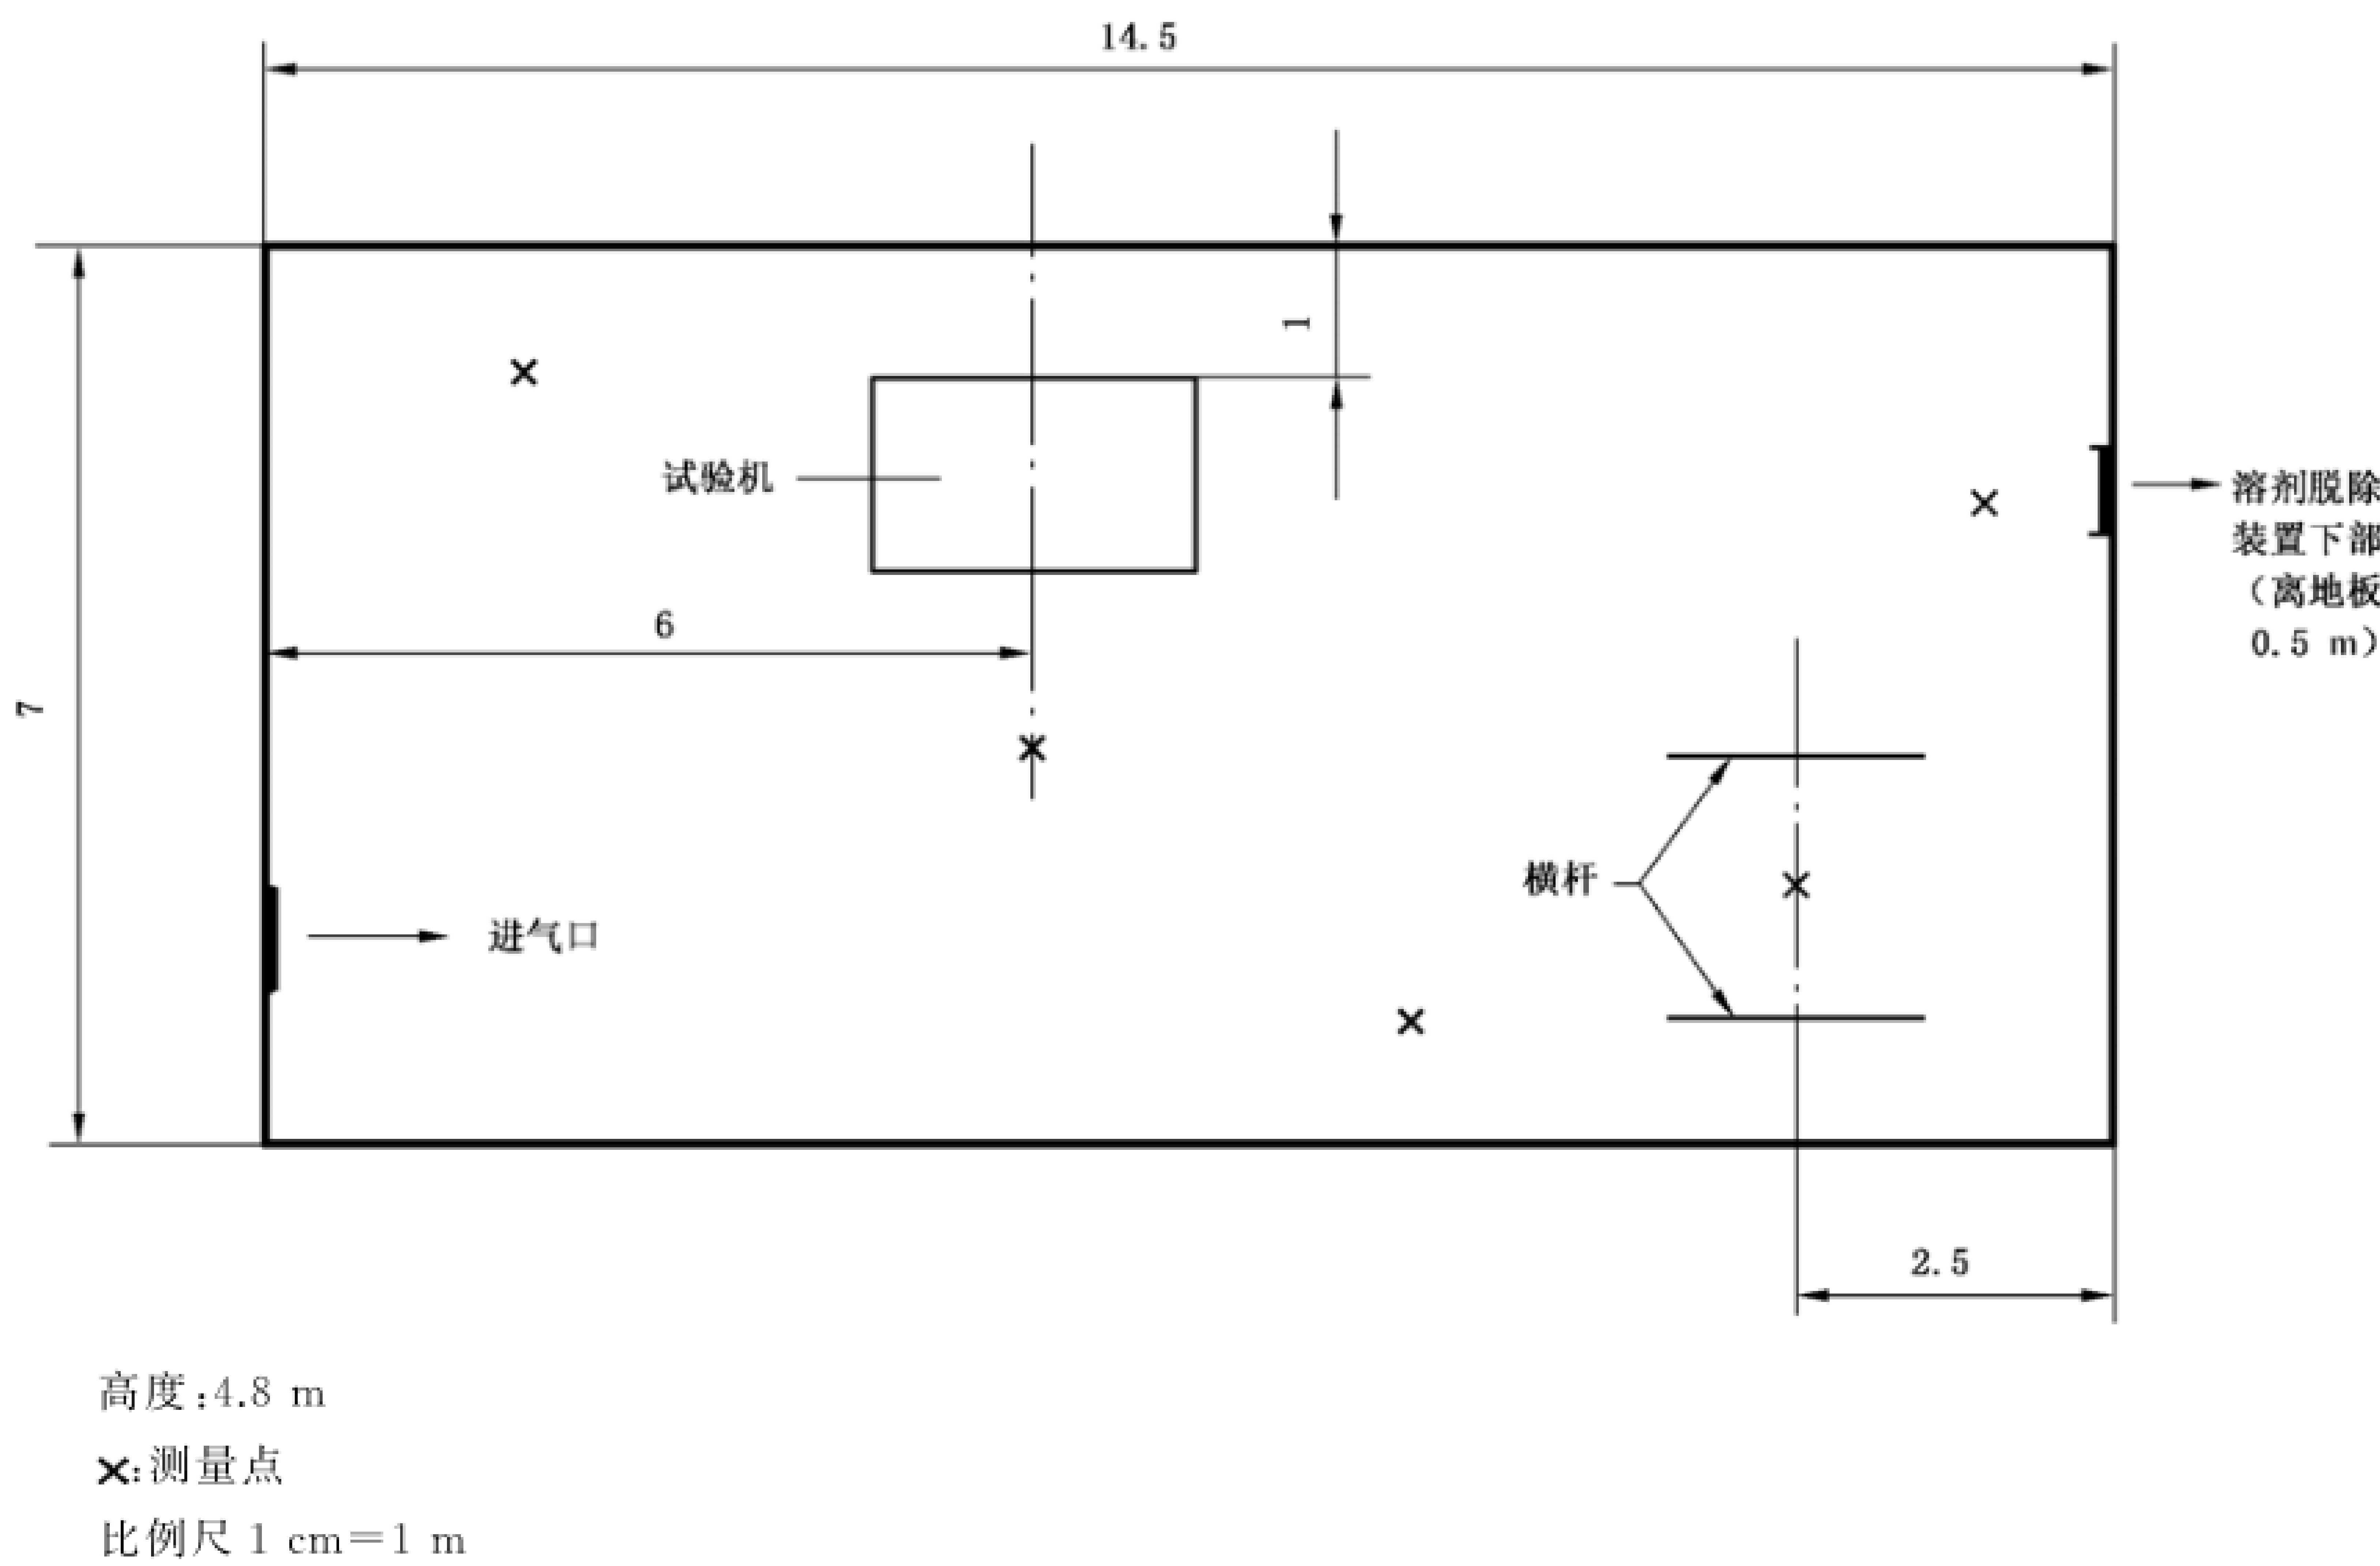 14.5
1
试验机
溶剂脱除
装置下部
（离地板
0.5 m）
6
7
横杆
进气口
2.5
高度:4.8 m
×:测量点
比例尺 1 cm=1 m